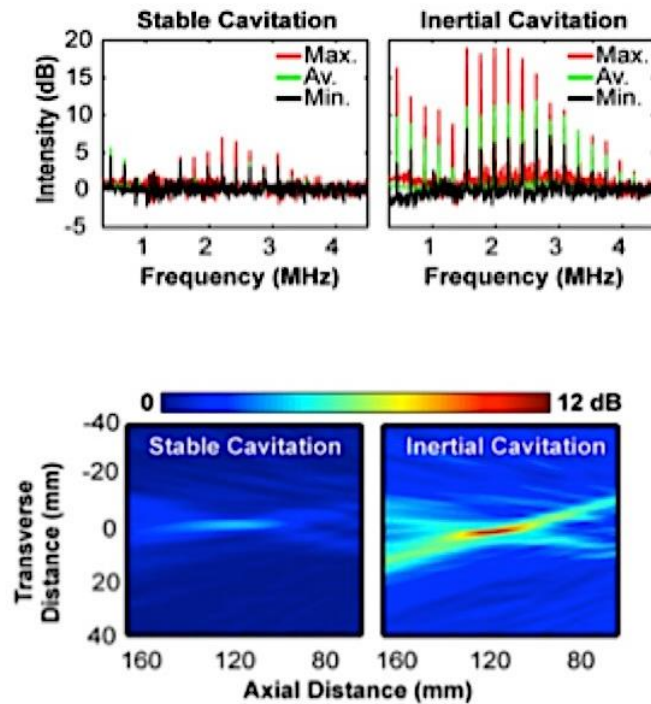 Stable Cavitation
Inertial Cavitation
20
15
10
5
0
-5
Intensity (dB)
Max.
Av.
Min.
Max.
Av.
Min.
1 2 3 4
1 2 3 4
Frequency (MHz)
Frequency (MHz)
0 12 dB
-40
-20
0
20
40
Transverse
Distance (mm)
Stable Cavitation
Inertial Cavitation
160 120 80
160 120 80
Axial Distance (mm)